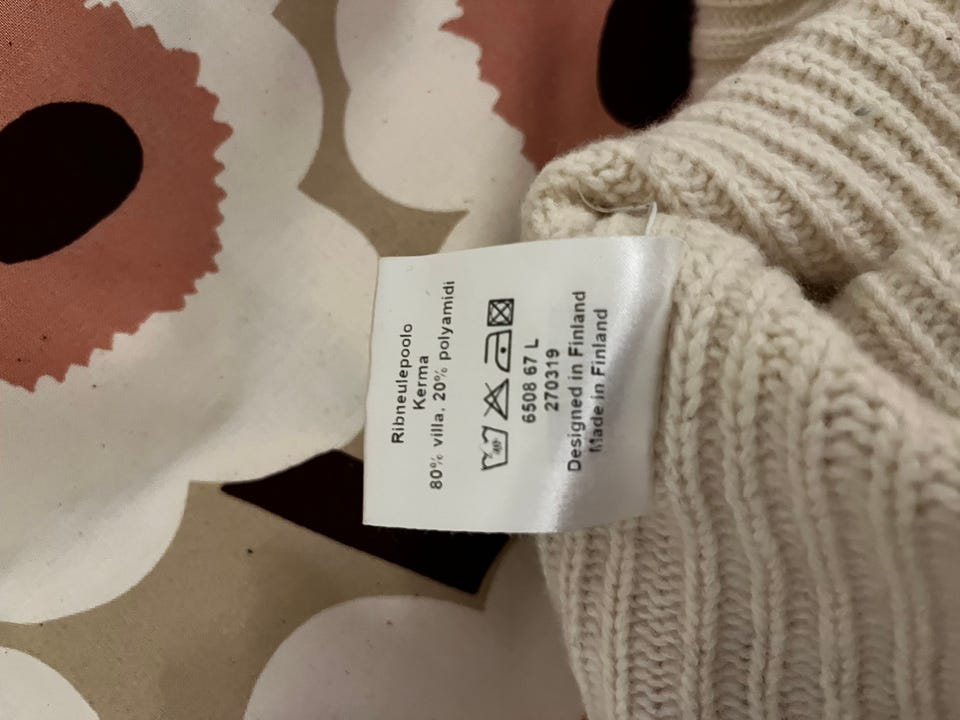 Ribneulepoolo
Kerma
80% villa, 20% polyamidi
6508 67 L
270319
Designed in Finland
Made in Finland